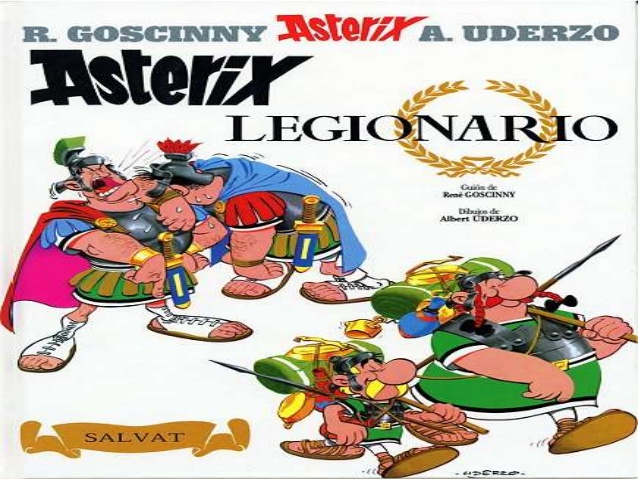 R. GOSCINNY Asterix A. UDERZO
Asterix
LEGIONARIO
Guión de
René GOSCINNY
Dibujos de
Albert UDERZO
SALVAT
-UDERZO-